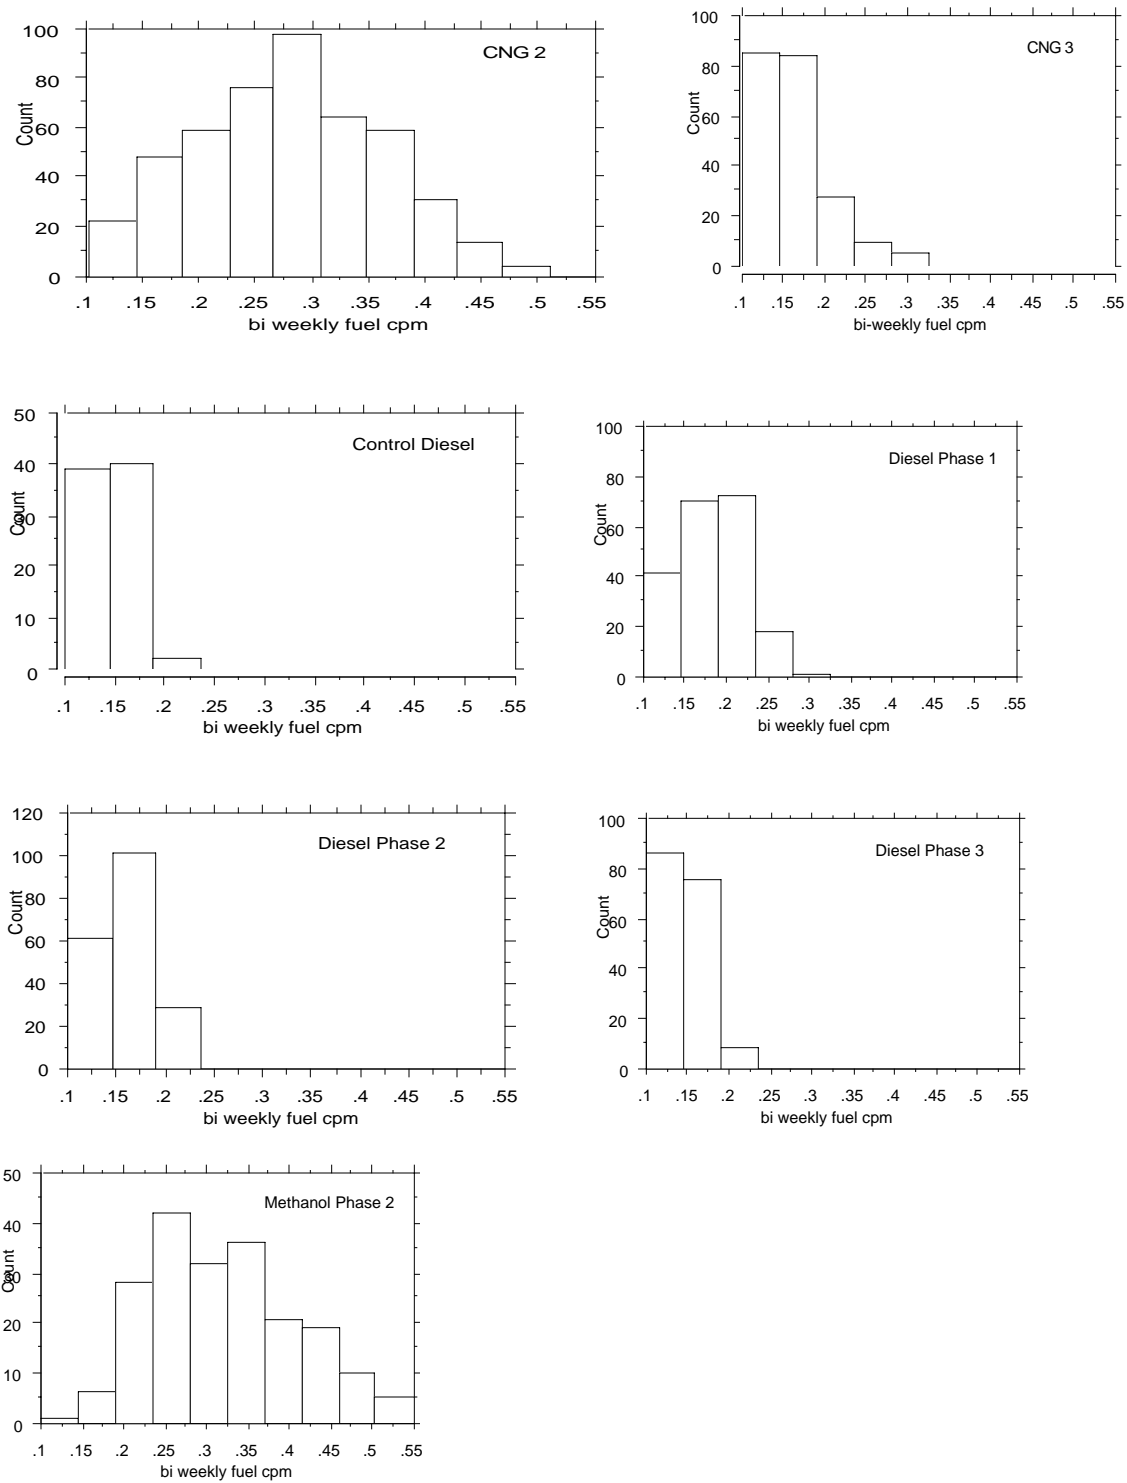 CNG 2
100
80
60
40
20
0
Count
.1 .15 .2 .25 .3 .35 .4 .45 .5 .55
bi weekly fuel cpm
CNG 3
100
80
60
40
20
0
Count
.1 .15 .2 .25 .3 .35 .4 .45 .5 .55
bi-weekly fuel cpm
Control Diesel
50
40
30
20
10
0
Count
.1 .15 .2 .25 .3 .35 .4 .45 .5 .55
bi weekly fuel cpm
Diesel Phase 1
100
80
60
40
20
0
Count
.1 .15 .2 .25 .3 .35 .4 .45 .5 .55
bi weekly fuel cpm
Diesel Phase 2
120
100
80
60
40
20
0
Count
.1 .15 .2 .25 .3 .35 .4 .45 .5 .55
bi weekly fuel cpm
Diesel Phase 3
100
80
60
40
20
0
Count
.1 .15 .2 .25 .3 .35 .4 .45 .5 .55
bi weekly fuel cpm
Methanol Phase 2
50
40
30
20
10
0
Count
.1 .15 .2 .25 .3 .35 .4 .45 .5 .55
bi weekly fuel cpm